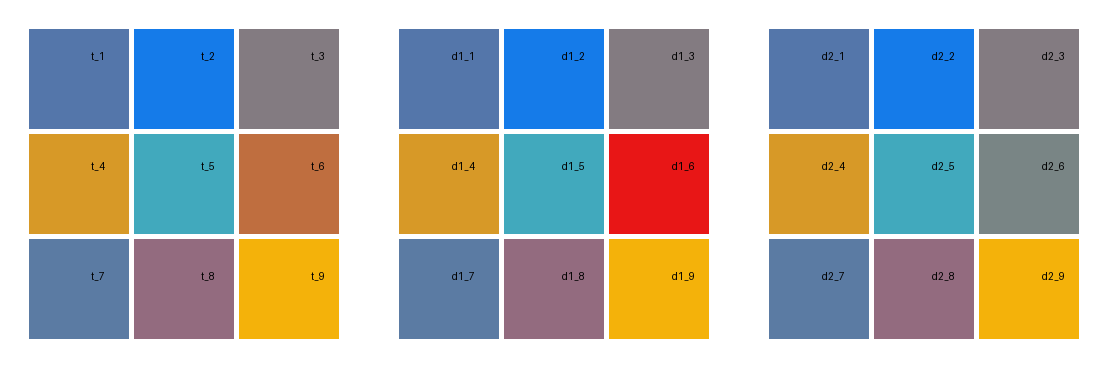 t_1 t_2 t_3 d1_1 d1_2 d1_3 d2_1 d2_2 d2_3
t_4 t_5 t_6 d1_4 d1_5 d1_6 d2_4 d2_5 d2_6
t_7 t_8 t_9 d1_7 d1_8 d1_9 d2_7 d2_8 d2_9